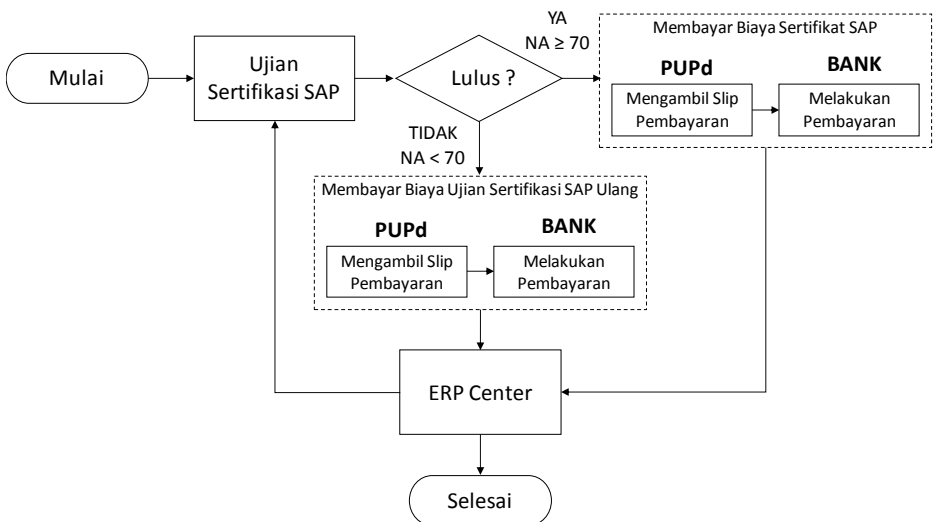 Mulai
Ujian
Sertifikasi SAP
Lulus ?
YA
NA ≥ 70
Membayar Biaya Sertifikat SAP
PUPd
BANK
Mengambil Slip
Pembayaran
Melakukan
Pembayaran
TIDAK
NA < 70
Membayar Biaya Ujian Sertifikasi SAP Ulang
PUPd
BANK
Mengambil Slip
Pembayaran
Melakukan
Pembayaran
ERP Center
Selesai